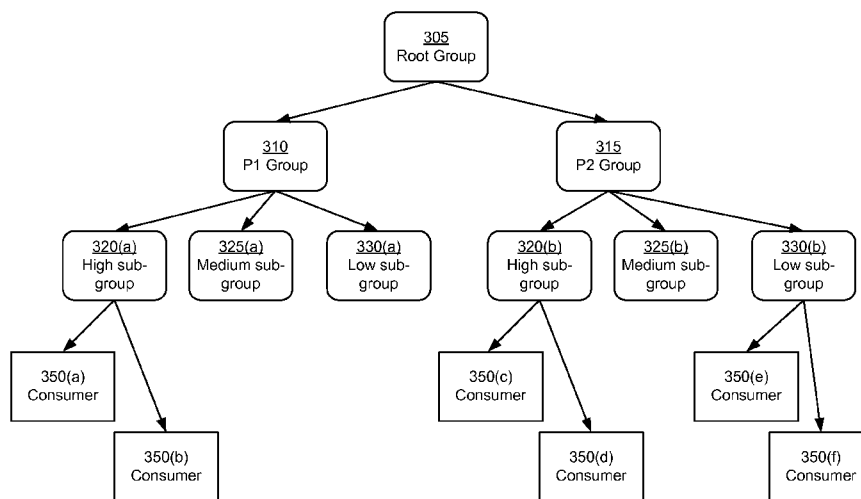 305
Root Group
310
P1 Group
315
P2 Group
320(a)
High sub-
group
325(a)
Medium sub-
group
330(a)
Low sub-
group
320(b)
High sub-
group
325(b)
Medium sub-
group
330(b)
Low sub-
group
350(a)
Consumer
350(b)
Consumer
350(c)
Consumer
350(d)
Consumer
350(e)
Consumer
350(f)
Consumer